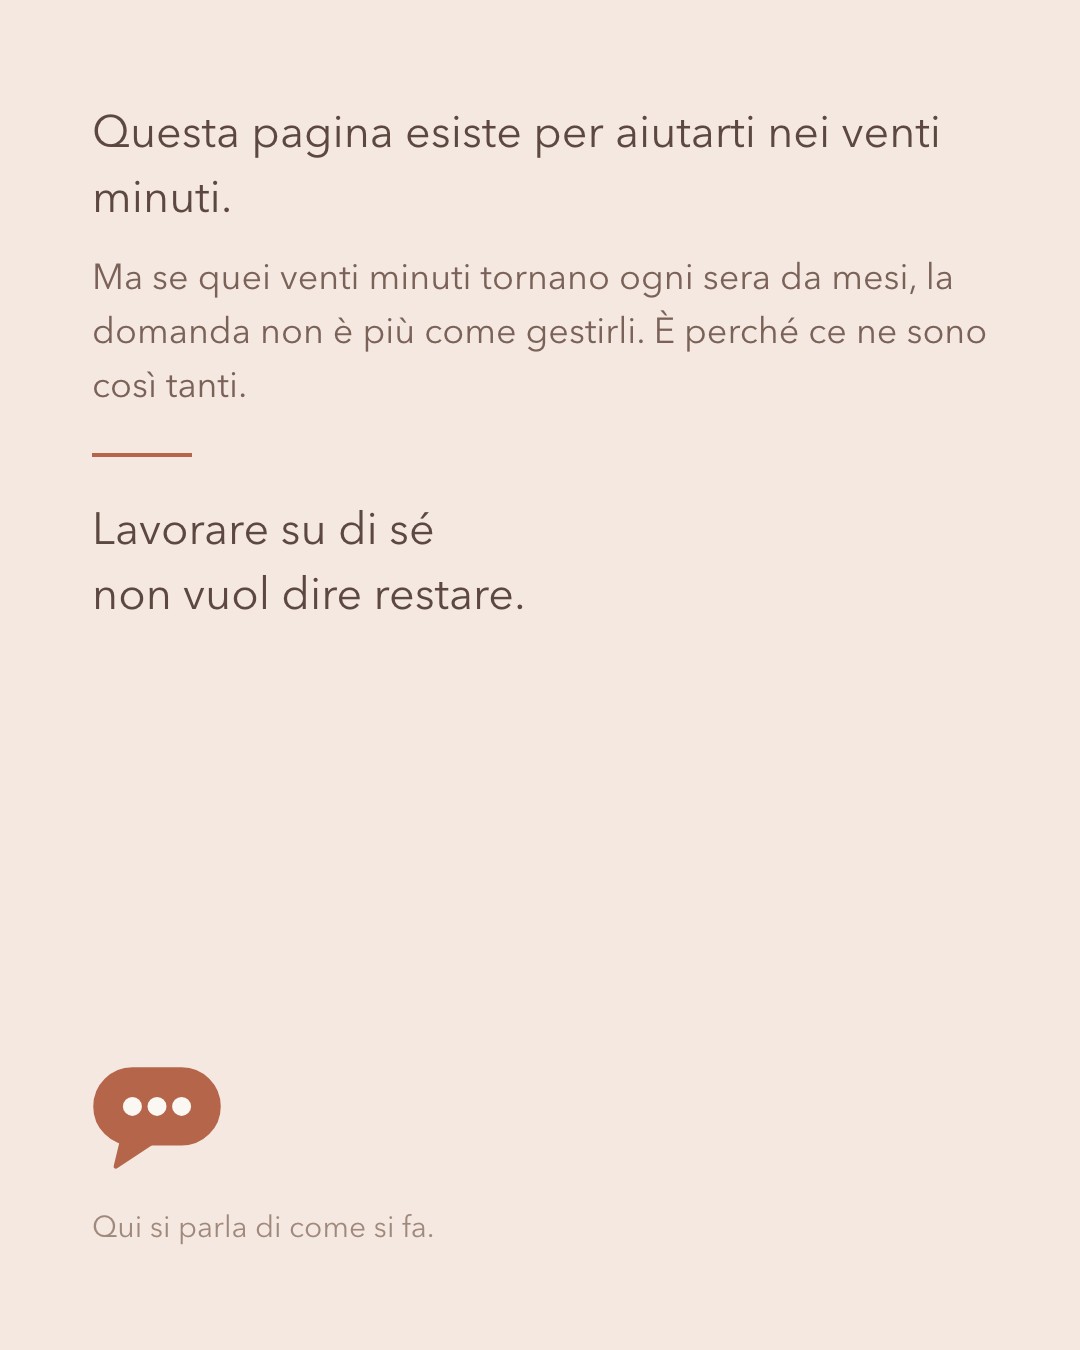 Questa pagina esiste per aiutarti nei venti
minuti.
Ma se quei venti minuti tornano ogni sera da mesi, la
domanda non è più come gestirli. È perché ce ne sono
così tanti.
Lavorare su di sé
non vuol dire restare.
Qui si parla di come si fa.